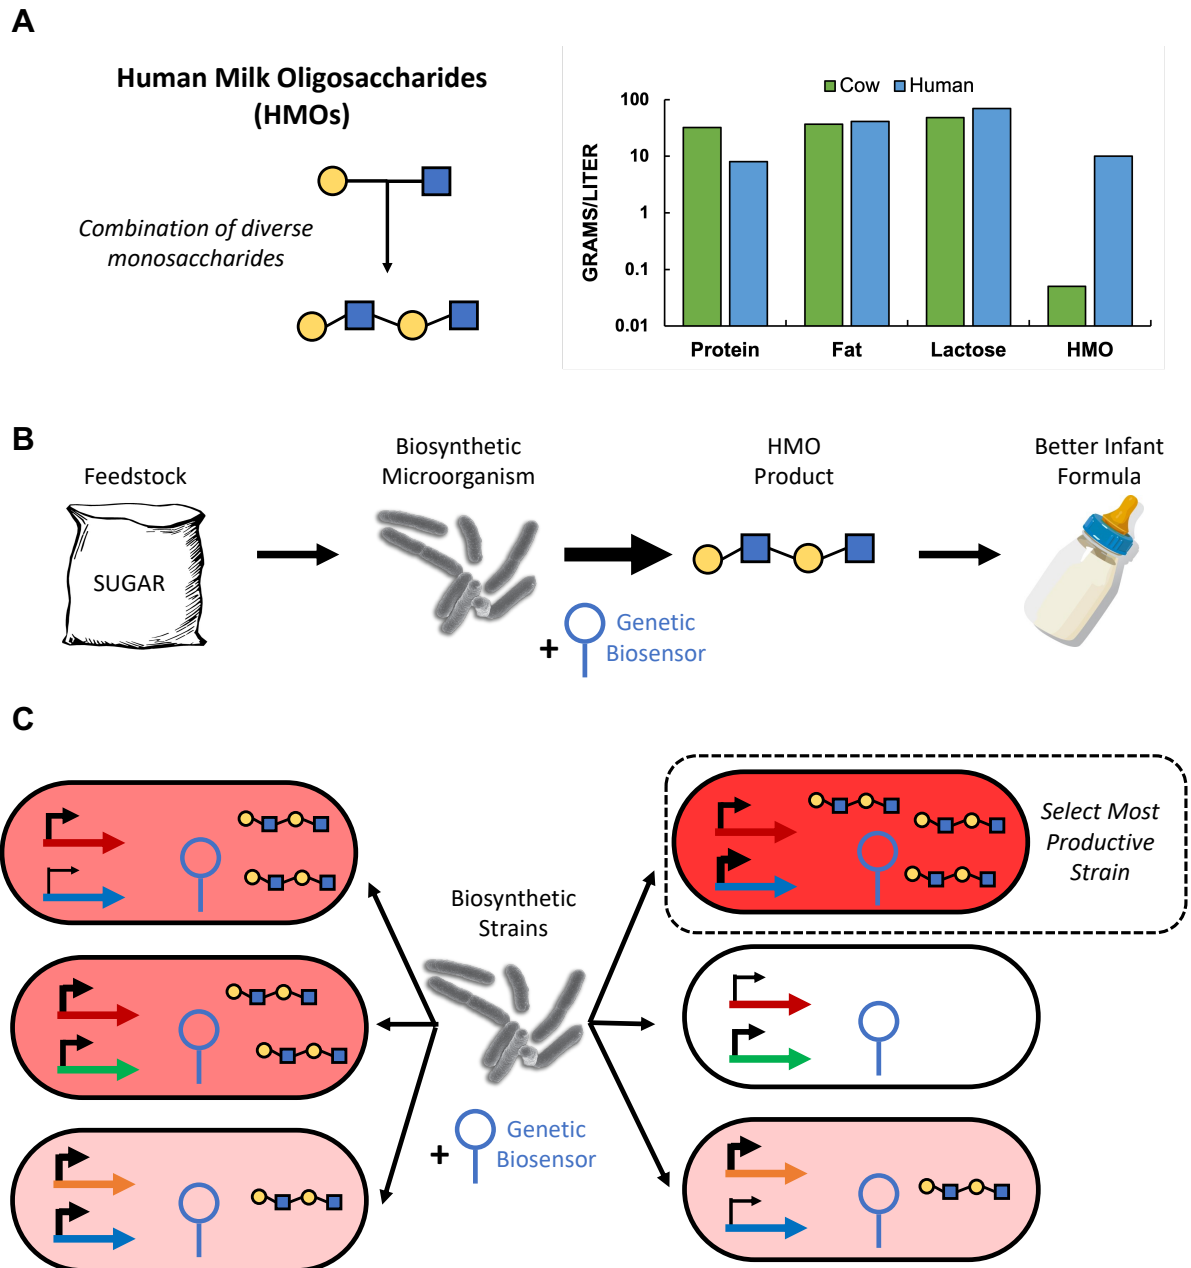 A
Human Milk Oligosaccharides
(HMOs)
Combination of diverse
monosaccharides
Cow Human
GRAMS/LITER
100
10
1
0.1
0.01
Protein Fat Lactose HMO
B
Feedstock
SUGAR
Biosynthetic
Microorganism
+
Genetic
Biosensor
HMO
Product
Better Infant
Formula
C
Biosynthetic
Strains
+
Genetic
Biosensor
Select Most
Productive
Strain